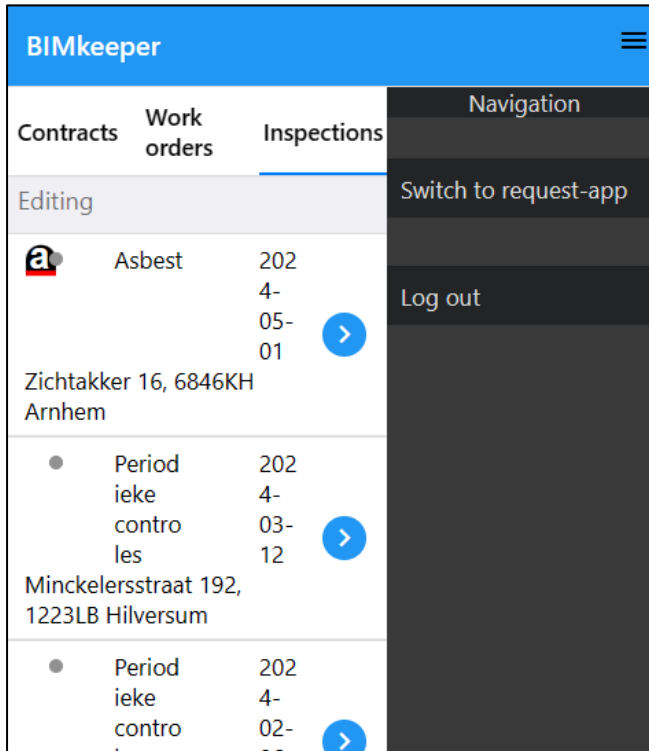 BIMkeeper
Contracts
Work
orders
Inspections
Editing
a
Asbest
202
4-
05-
01
Zichtakker 16, 6846KH
Arnhem
Period
ieke
contro
les
202
4-
03-
12
Minckelersstraat 192,
1223LB Hilversum
Period
ieke
contro
202
4-
02-
Navigation
Switch to request-app
Log out